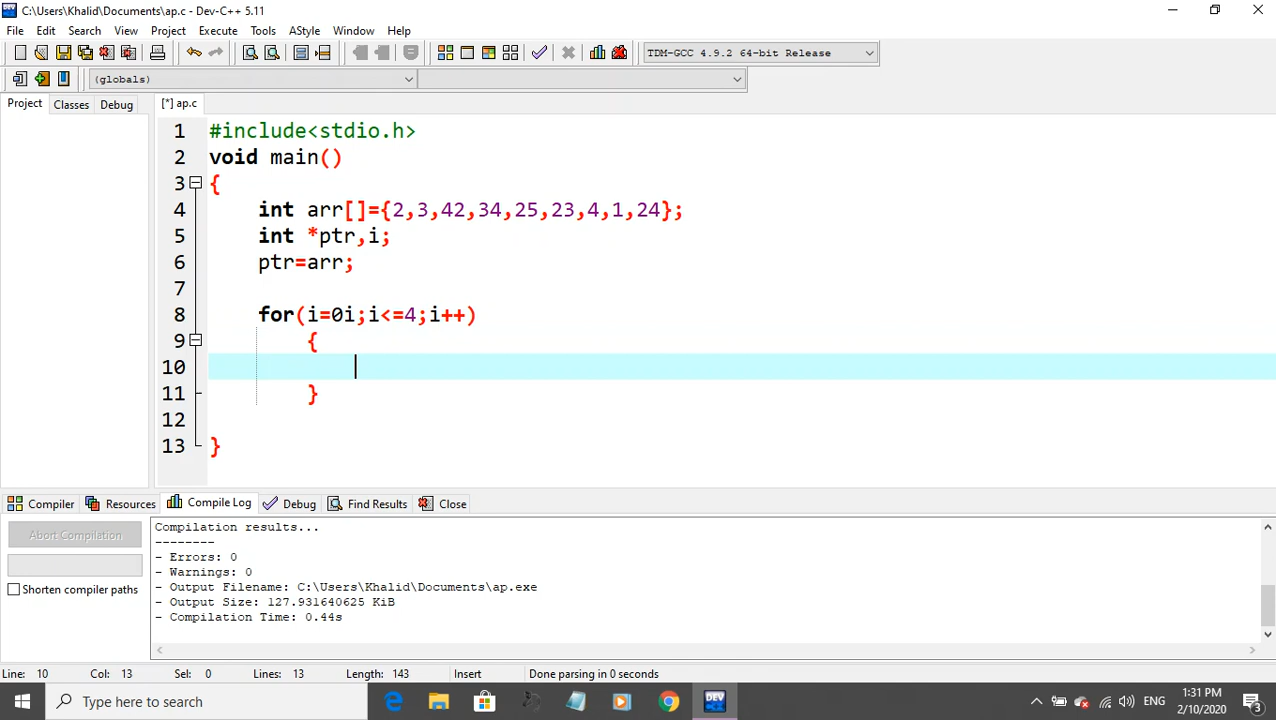 C:\Users\Khalid\Documents\ap.c - Dev-C++ 5.11
File Edit Search View Project Execute Tools AStyle Window Help
TDM-GCC 4.9.2 64-bit Release
(globals)
Project Classes Debug [*] ap.c
1 #include<stdio.h>
2 void main()
3 {
4 int arr[]={2,3,42,34,25,23,4,1,24};
5 int *ptr,i;
6 ptr=arr;
7
8 for(i=0i;i<=4;i++)
9 {
10
11 }
12
13 }
Compiler Resources Compile Log Debug Find Results Close
Abort Compilation
Shorten compiler paths
Compilation results...
--------
- Errors: 0
- Warnings: 0
- Output Filename: C:\Users\Khalid\Documents\ap.exe
- Output Size: 127.931640625 KiB
- Compilation Time: 0.44s
Line: 10 Col: 13 Sel: 0 Lines: 13 Length: 143 Insert Done parsing in 0 seconds
Type here to search
DEV
ENG
1:31 PM
2/10/2020
3